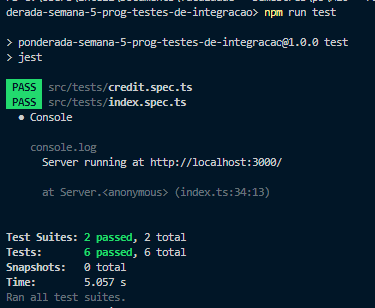 derada-semana-5-prog-testes-de-integracao> npm run test
> ponderada-semana-5-prog-testes-de-integracac@1.0.0 test
> jest
PASS src/tests/credit.spec.ts
PASS src/tests/index.spec.ts
● Console
console.log
Server running at http://localhost:3000/
at Server.<anonymous> (index.ts:34:13)
Test Suites: 2 passed, 2 total
Tests: 6 passed, 6 total
Snapshots: 0 total
Time: 5.057 s
Ran all test suites.